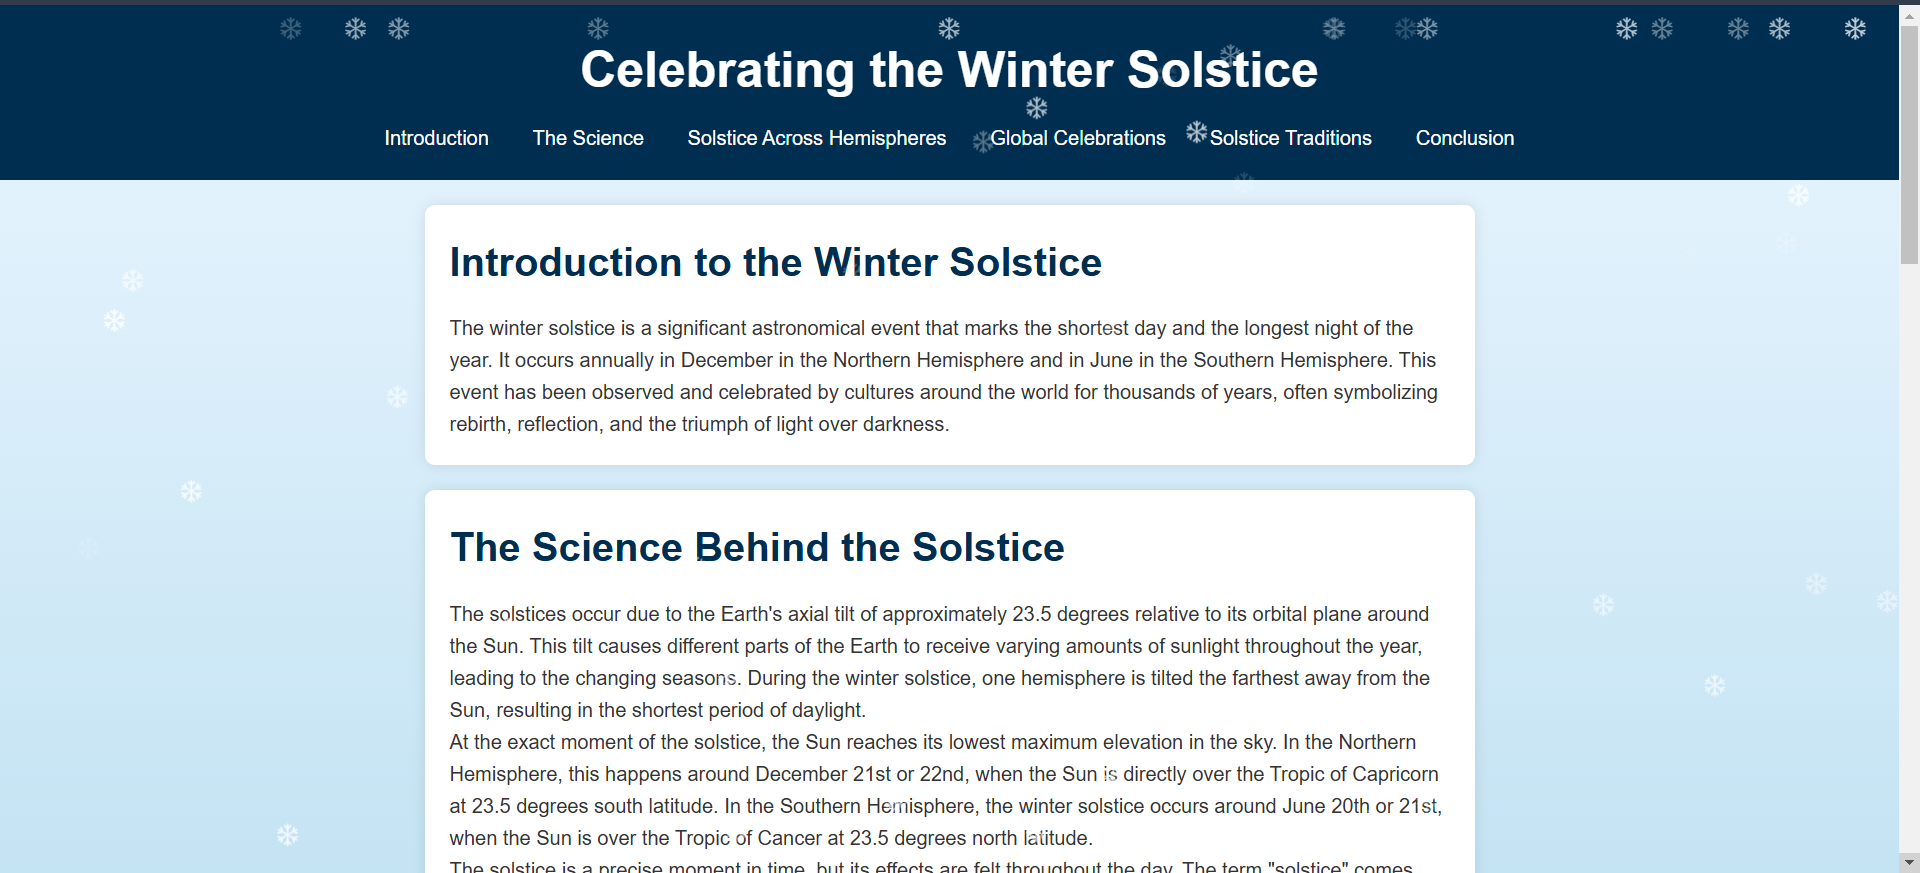 Celebrating the Winter Solstice
Introduction The Science Solstice Across Hemispheres Global Celebrations Solstice Traditions Conclusion
Introduction to the Winter Solstice
The winter solstice is a significant astronomical event that marks the shortest day and the longest night of the
year. It occurs annually in December in the Northern Hemisphere and in June in the Southern Hemisphere. This
event has been observed and celebrated by cultures around the world for thousands of years, often symbolizing
rebirth, reflection, and the triumph of light over darkness.
The Science Behind the Solstice
The solstices occur due to the Earth's axial tilt of approximately 23.5 degrees relative to its orbital plane around
the Sun. This tilt causes different parts of the Earth to receive varying amounts of sunlight throughout the year,
leading to the changing seasons. During the winter solstice, one hemisphere is tilted the farthest away from the
Sun, resulting in the shortest period of daylight.
At the exact moment of the solstice, the Sun reaches its lowest maximum elevation in the sky. In the Northern
Hemisphere, this happens around December 21st or 22nd, when the Sun is directly over the Tropic of Capricorn
at 23.5 degrees south latitude. In the Southern Hemisphere, the winter solstice occurs around June 20th or 21st,
when the Sun is over the Tropic of Cancer at 23.5 degrees north latitude.
The solstice is a precise moment in time, but its effects are felt throughout the day. The term "solstice" comes